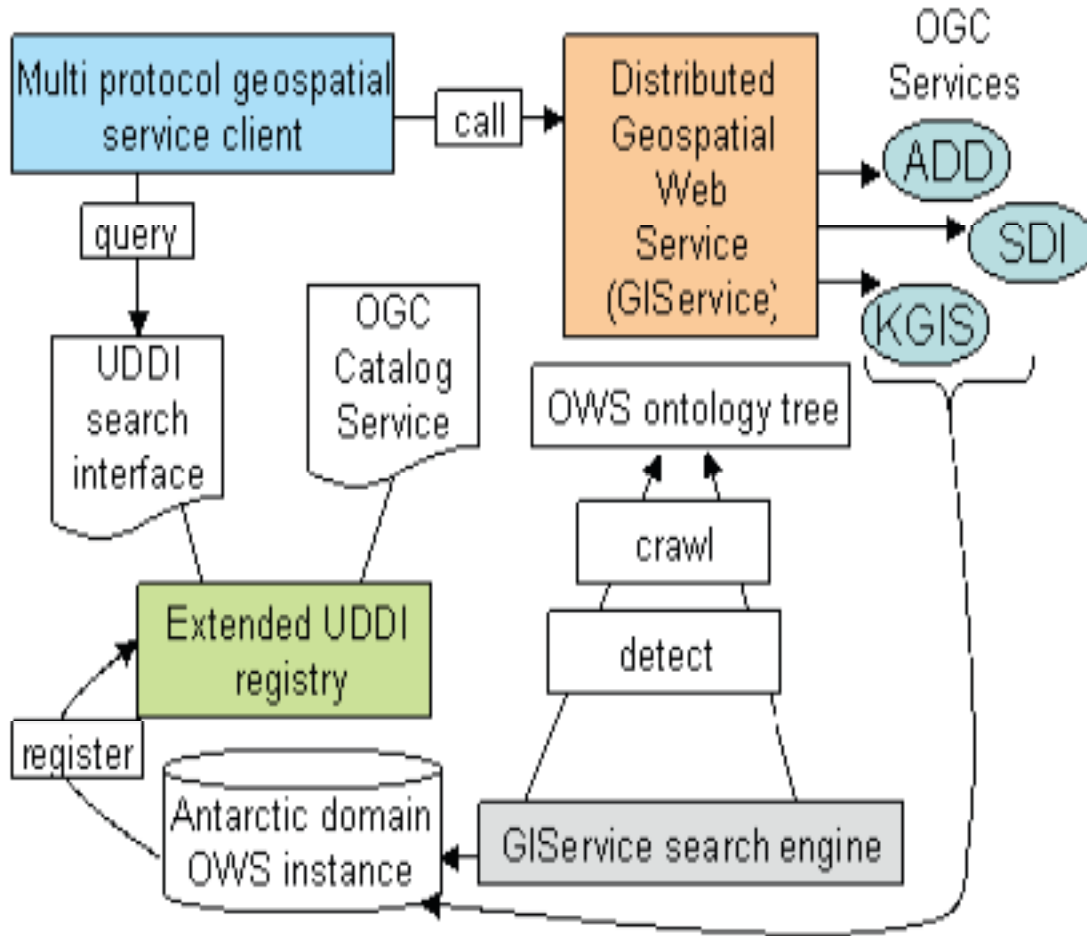 Multi protocol geospatial
service client
call
Distributed
Geospatial
Web
Service
(GIService)
OGC
Services
ADD
SDI
KGIS
query
UDDI
search
interface
OGC
Catalog
Service
OWS ontology tree
crawl
detect
Extended UDDI
registry
register
Antarctic domain
OWS instance
GIService search engine